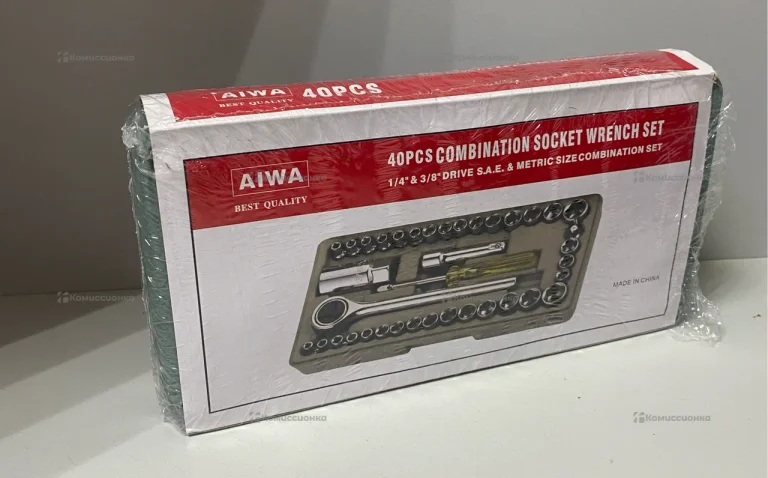 Комиссионка
AIWA 40PCS
BEST QUALITY
40PCS COMBINATION SOCKET WRENCH SET
1/4" & 3/8" DRIVE S.A.E. & METRIC SIZE COMBINATION SET
AIWA
BEST QUALITY
MADE IN CHINA
Комиссионка
Комиссионка
Комиссионка